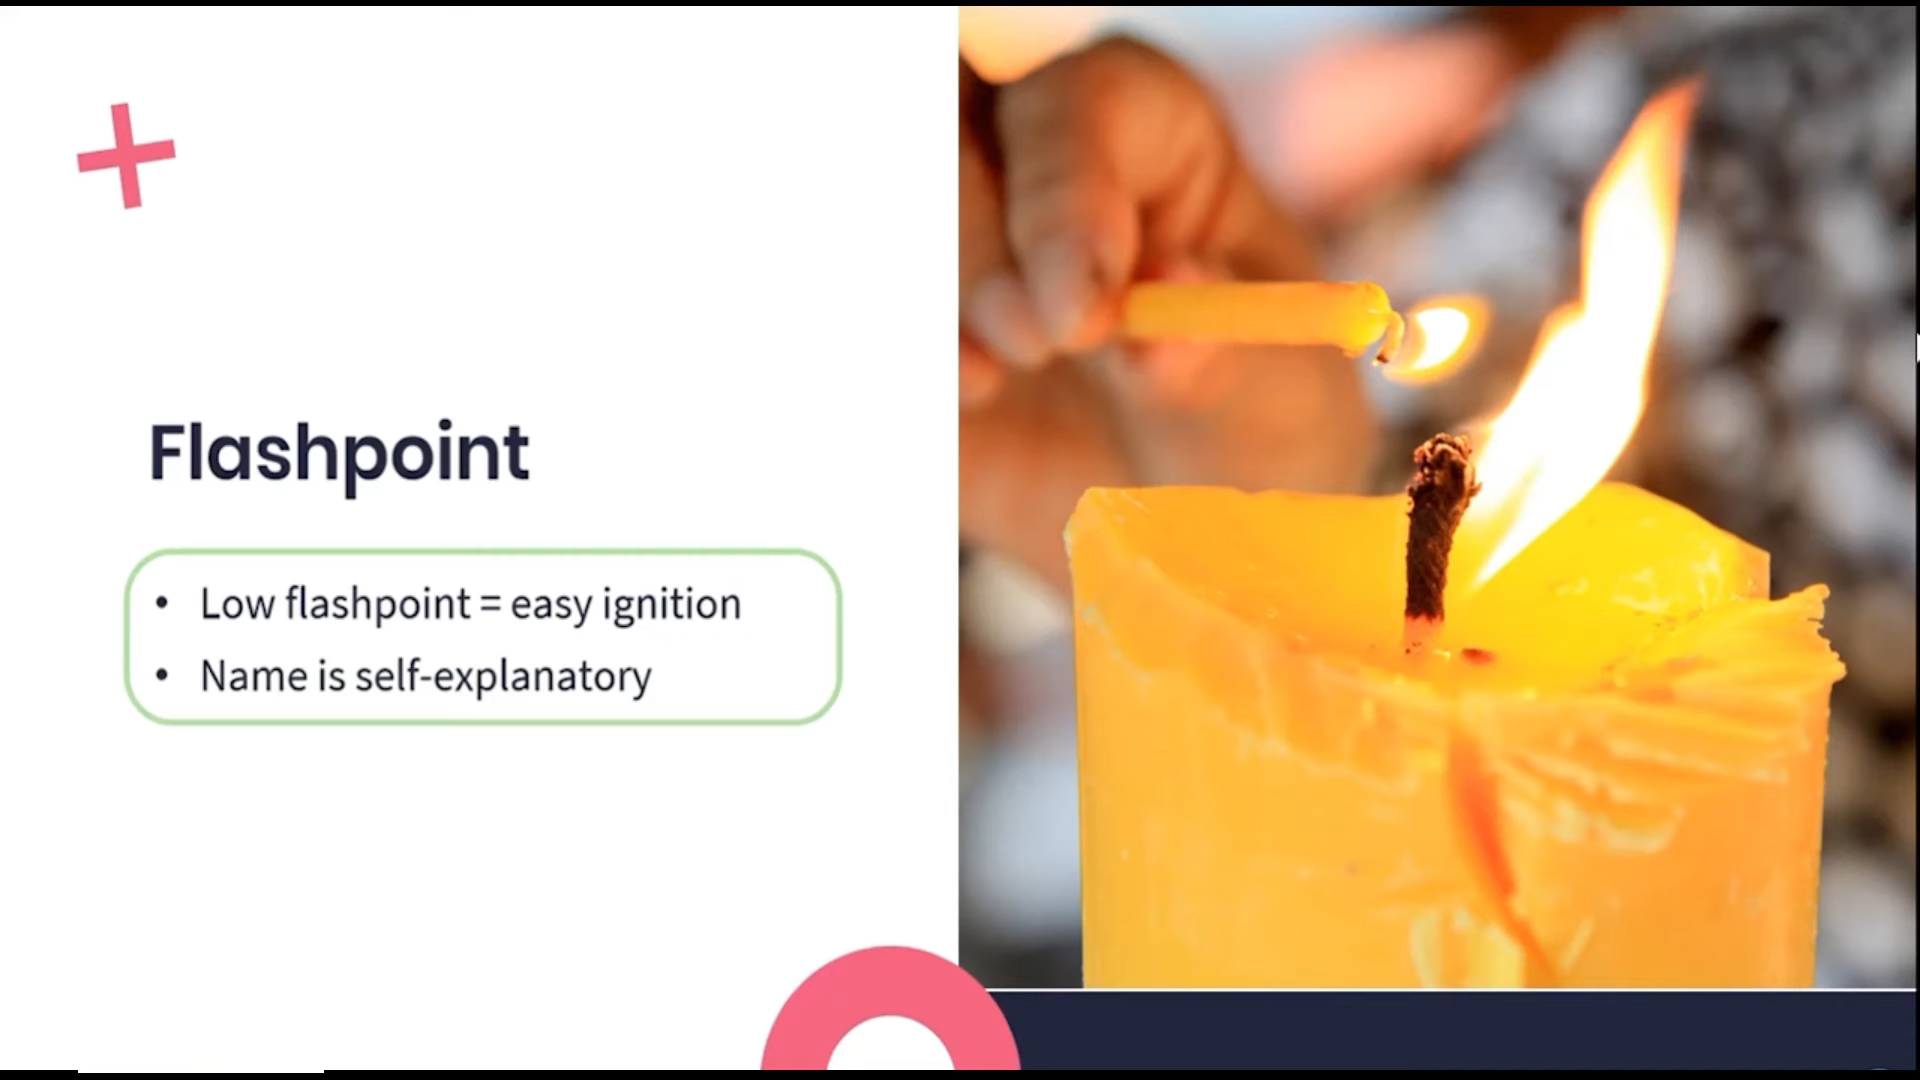 Flashpoint
• Low flashpoint = easy ignition
• Name is self-explanatory